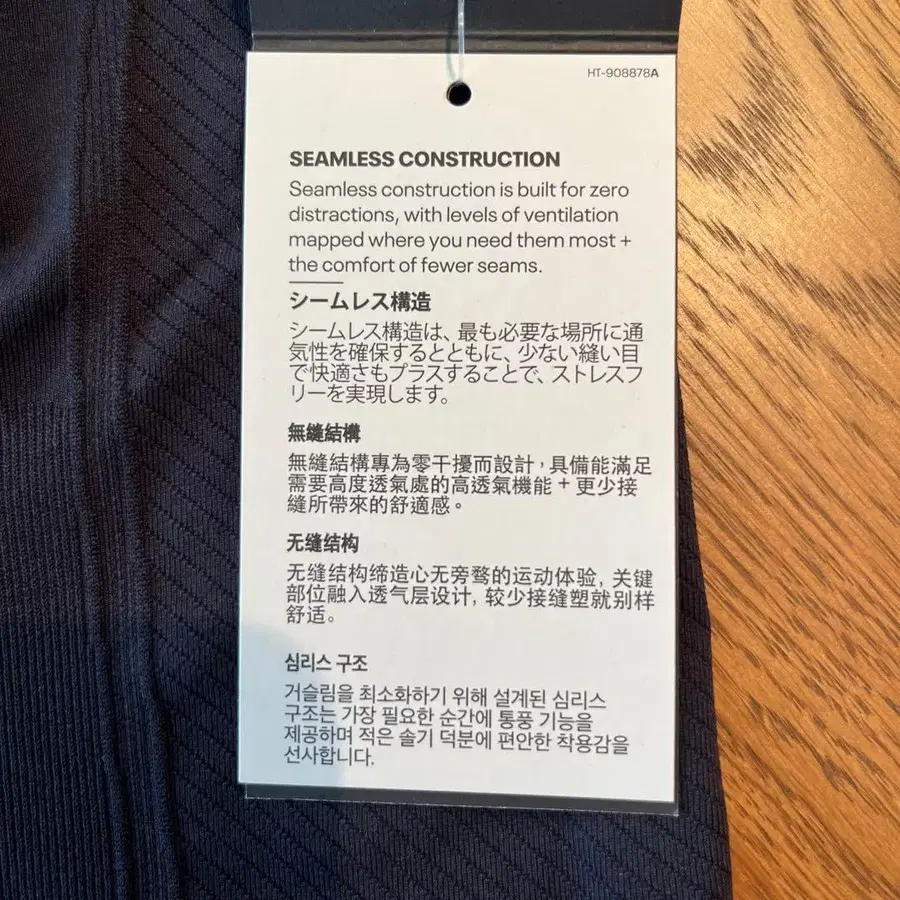 HT-908878A
SEAMLESS CONSTRUCTION
Seamless construction is built for zero
distractions, with levels of ventilation
mapped where you need them most +
the comfort of fewer seams.
シームレス構造
シームレス構造は、最も必要な場所に通
気性を確保するとともに、少ない縫い目
で快適さもプラスすることで、ストレスフ
リーを実現します。
無縫結構
無縫結構專為零干擾而設計，具備能滿足
需要高度透氣處的高透氣機能 + 更少接
縫所帶來的舒適感。
无缝结构
无缝结构缔造心无旁骛的运动体验, 关键
部位融入透气层设计, 较少接缝塑就别样
舒适。
심리스 구조
거슬림을 최소화하기 위해 설계된 심리스
구조는 가장 필요한 순간에 통풍 기능을
제공하며 적은 솔기 덕분에 편안한 착용감을
선사합니다.